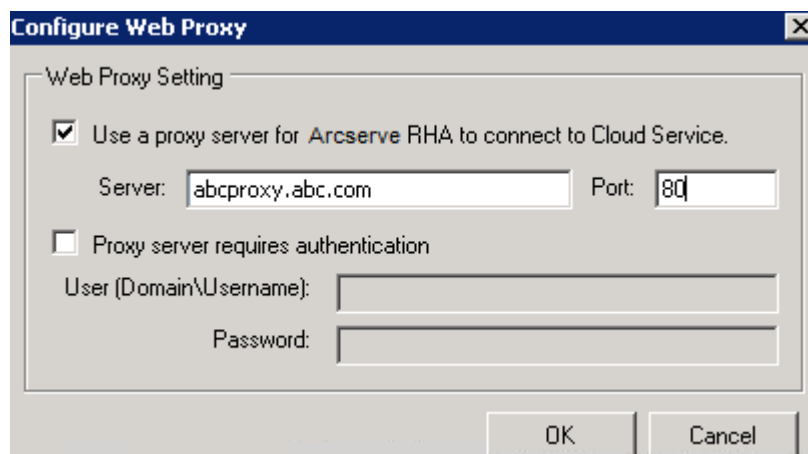 Configure Web Proxy
Web Proxy Setting
Use a proxy server for Arcserve RHA to connect to Cloud Service.
Server: abcproxy.abc.com Port: 80
Proxy server requires authentication
User (Domain\Username):
Password:
OK Cancel